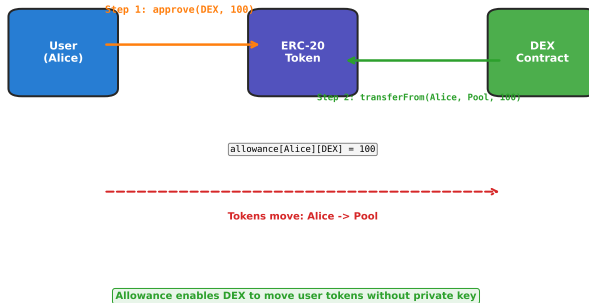 Step 1: approve(DEX, 100)
User
(Alice)
ERC-20
Token
DEX
Contract
Step 2: transferFrom(Alice, Pool, 100)
allowance[Alice][DEX] = 100
Tokens move: Alice -> Pool
Allowance enables DEX to move user tokens without private key